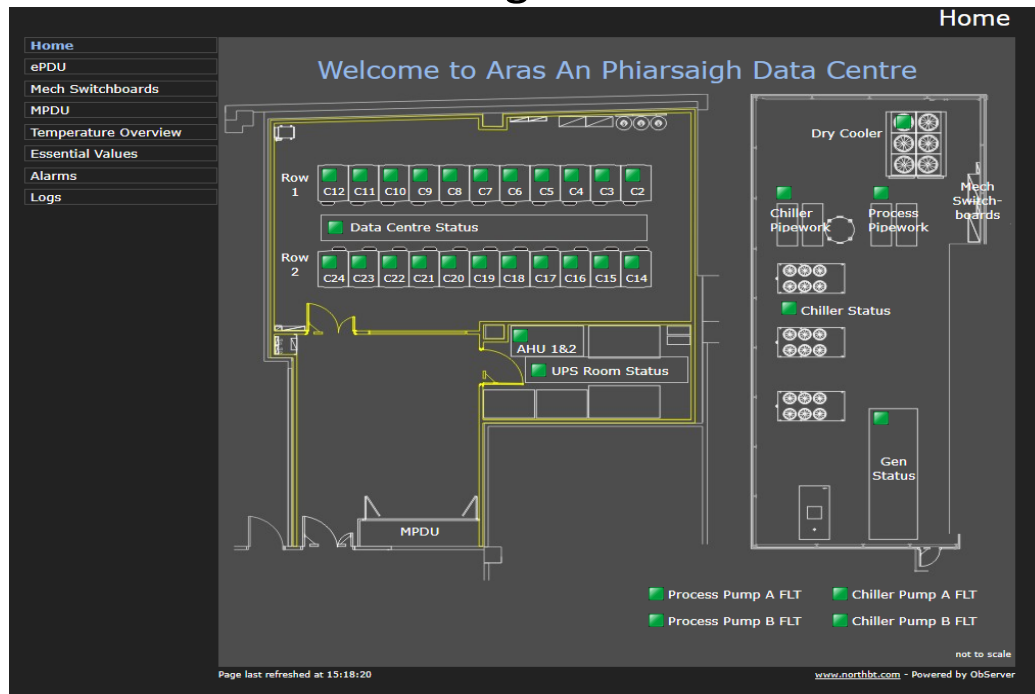 Home
Home
ePDU
Mech Switchboards
MPDU
Temperature Overview
Essential Values
Alarms
Logs
Welcome to Aras An Phiarsaigh Data Centre
Row
1
C12 C11 C10 C9 C8 C7 C6 C5 C4 C3 C2
Data Centre Status
Row
2
C24 C23 C22 C21 C20 C19 C18 C17 C16 C15 C14
AHU 1&2
UPS Room Status
MPDU
Dry Cooler
Mech
Switch-
boards
Chiller
Pipework
Process
Pipework
Chiller Status
Gen
Status
Process Pump A FLT
Chiller Pump A FLT
Process Pump B FLT
Chiller Pump B FLT
not to scale
Page last refreshed at 15:18:20
www.northbt.com - Powered by ObServer